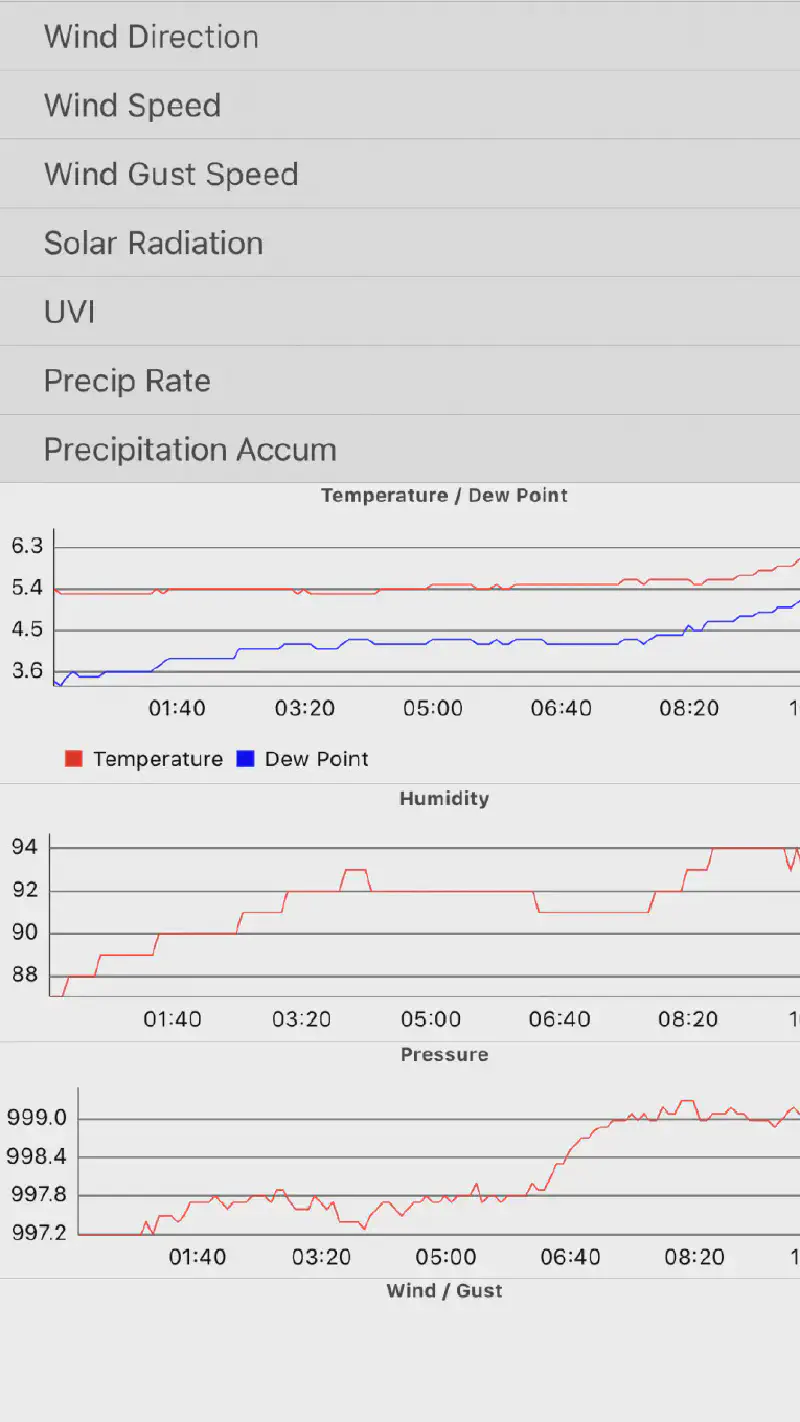 Wind Direction
Wind Speed
Wind Gust Speed
Solar Radiation
UVI
Precip Rate
Precipitation Accum
Temperature / Dew Point
6.3
5.4
4.5
3.6
01:40 03:20 05:00 06:40 08:20 1
Temperature Dew Point
Humidity
94
92
90
88
01:40 03:20 05:00 06:40 08:20 1
Pressure
999.0
998.4
997.8
997.2
01:40 03:20 05:00 06:40 08:20 1
Wind / Gust